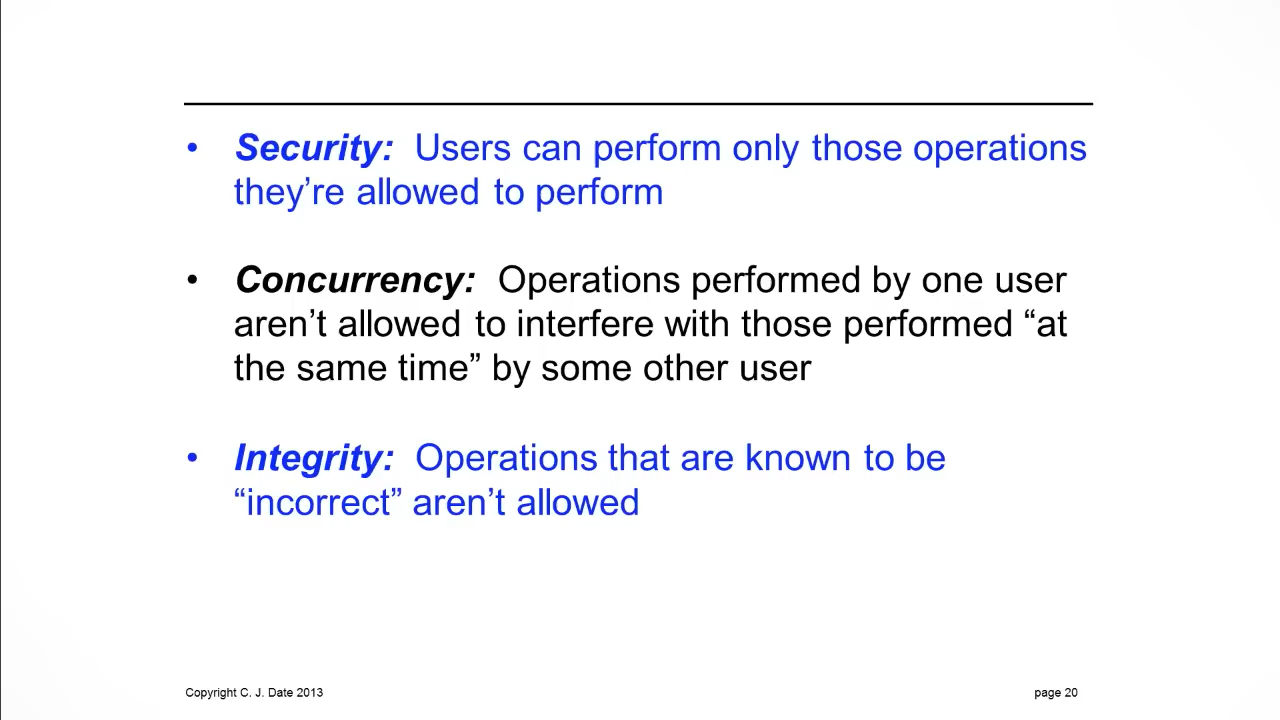 • Security: Users can perform only those operations
they’re allowed to perform
• Concurrency: Operations performed by one user
aren’t allowed to interfere with those performed “at
the same time” by some other user
• Integrity: Operations that are known to be
“incorrect” aren’t allowed
Copyright C. J. Date 2013
page 20